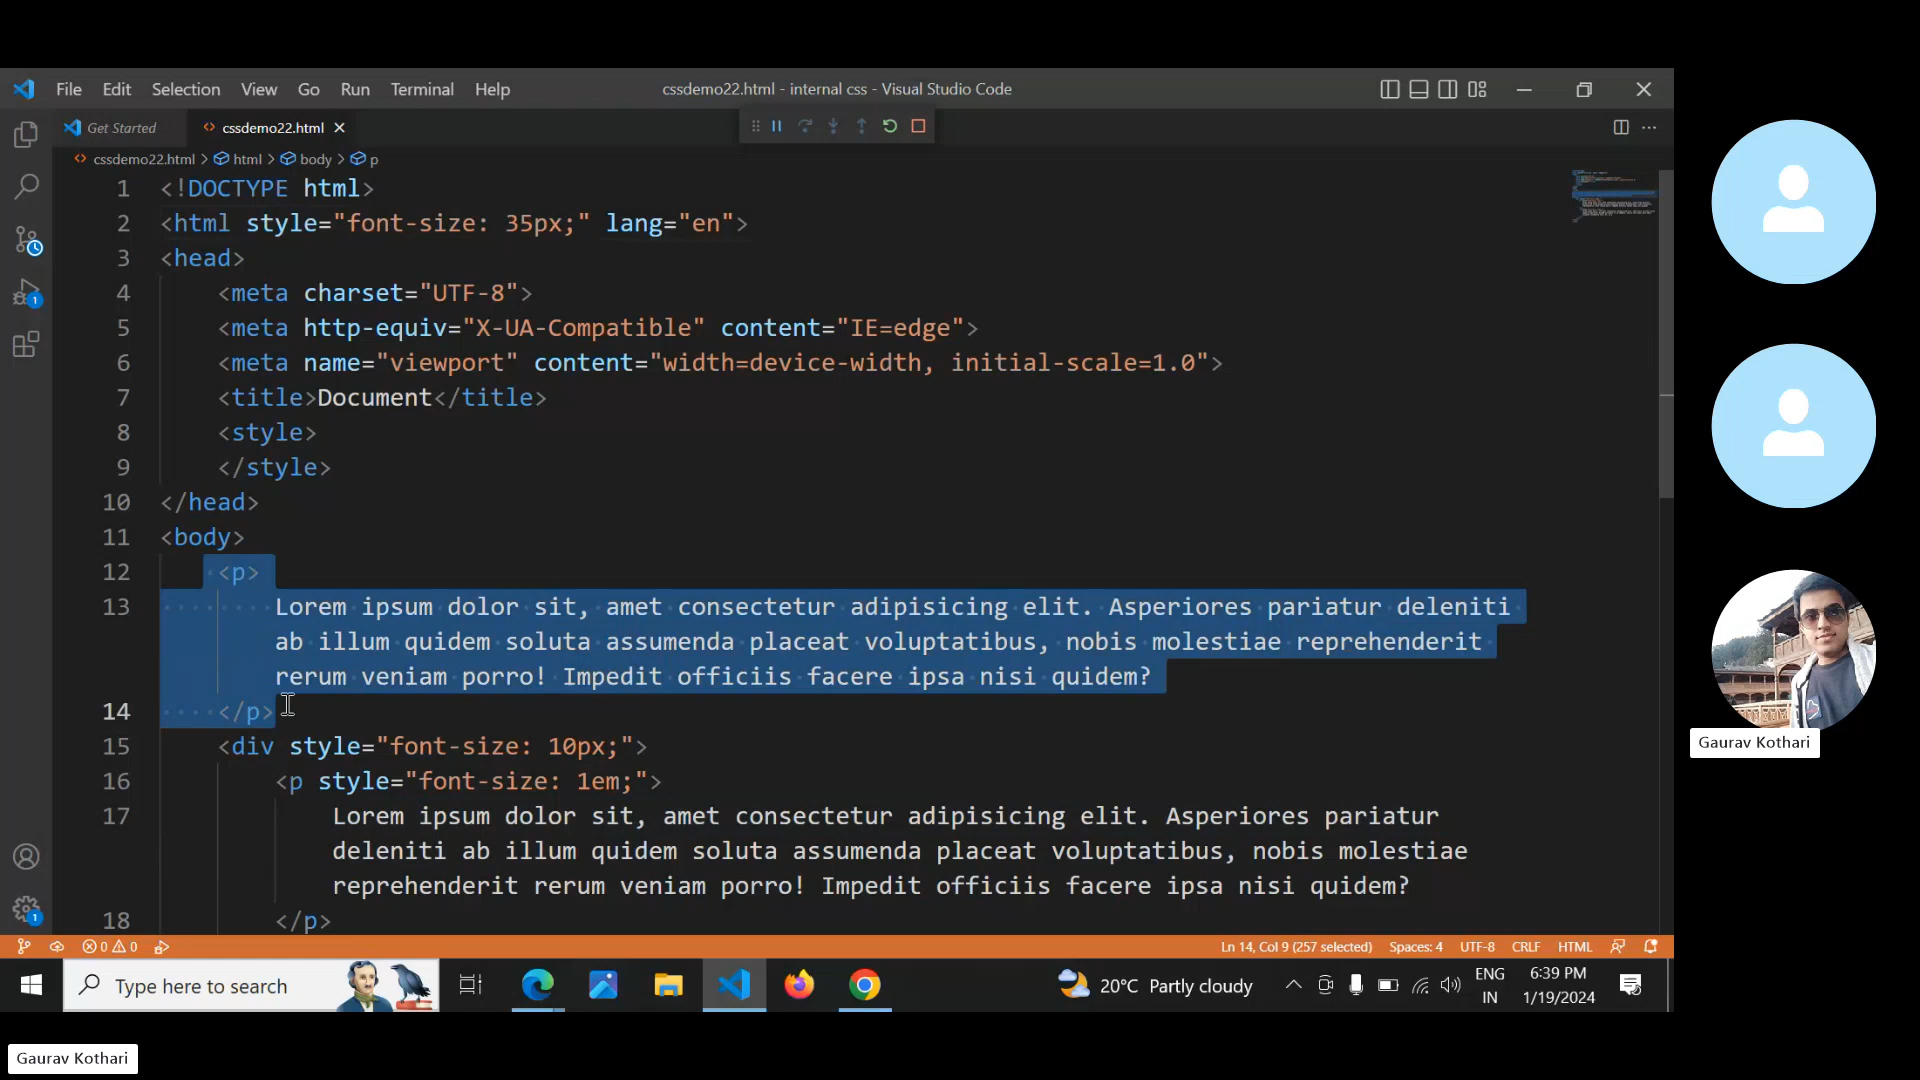 File Edit Selection View Go Run Terminal Help cssdemo22.html - internal css - Visual Studio Code
Get Started cssdemo22.html
cssdemo22.html > html > body > p
1 <!DOCTYPE html>
2 <html style="font-size: 35px;" lang="en">
3 <head>
4 <meta charset="UTF-8">
5 <meta http-equiv="X-UA-Compatible" content="IE=edge">
6 <meta name="viewport" content="width=device-width, initial-scale=1.0">
7 <title>Document</title>
8 <style>
9 </style>
10 </head>
11 <body>
12 <p>
13 Lorem ipsum dolor sit, amet consectetur adipisicing elit. Asperiores pariatur deleniti
ab illum quidem soluta assumenda placeat voluptatibus, nobis molestiae reprehenderit
rerum veniam porro! Impedit officiis facere ipsa nisi quidem?
14 </p>
15 <div style="font-size: 10px;">
16 <p style="font-size: 1em;">
17 Lorem ipsum dolor sit, amet consectetur adipisicing elit. Asperiores pariatur
deleniti ab illum quidem soluta assumenda placeat voluptatibus, nobis molestiae
reprehenderit rerum veniam porro! Impedit officiis facere ipsa nisi quidem?
18 </p>
1
1
0 0 Ln 14, Col 9 (257 selected) Spaces: 4 UTF-8 CRLF HTML
Type here to search 20°C Partly cloudy ENG IN 6:39 PM 1/19/2024
Gaurav Kothari
Gaurav Kothari